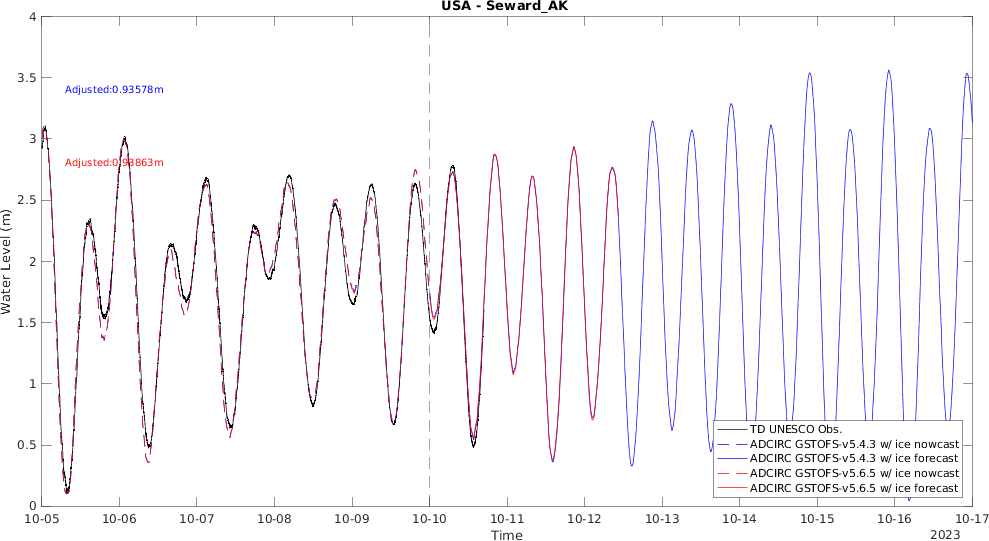 USA - Seward_AK
4
3.5
3
2.5
2
1.5
1
0.5
0
Water Level (m)
Adjusted:0.93578m
Adjusted:0.93863m
TD UNESCO Obs.
ADCIRC GSTOFS-v5.4.3 w/ ice nowcast
ADCIRC GSTOFS-v5.4.3 w/ ice forecast
ADCIRC GSTOFS-v5.6.5 w/ ice nowcast
ADCIRC GSTOFS-v5.6.5 w/ ice forecast
10-05 10-06 10-07 10-08 10-09 10-10 10-11 10-12 10-13 10-14 10-15 10-16 10-17
Time
2023